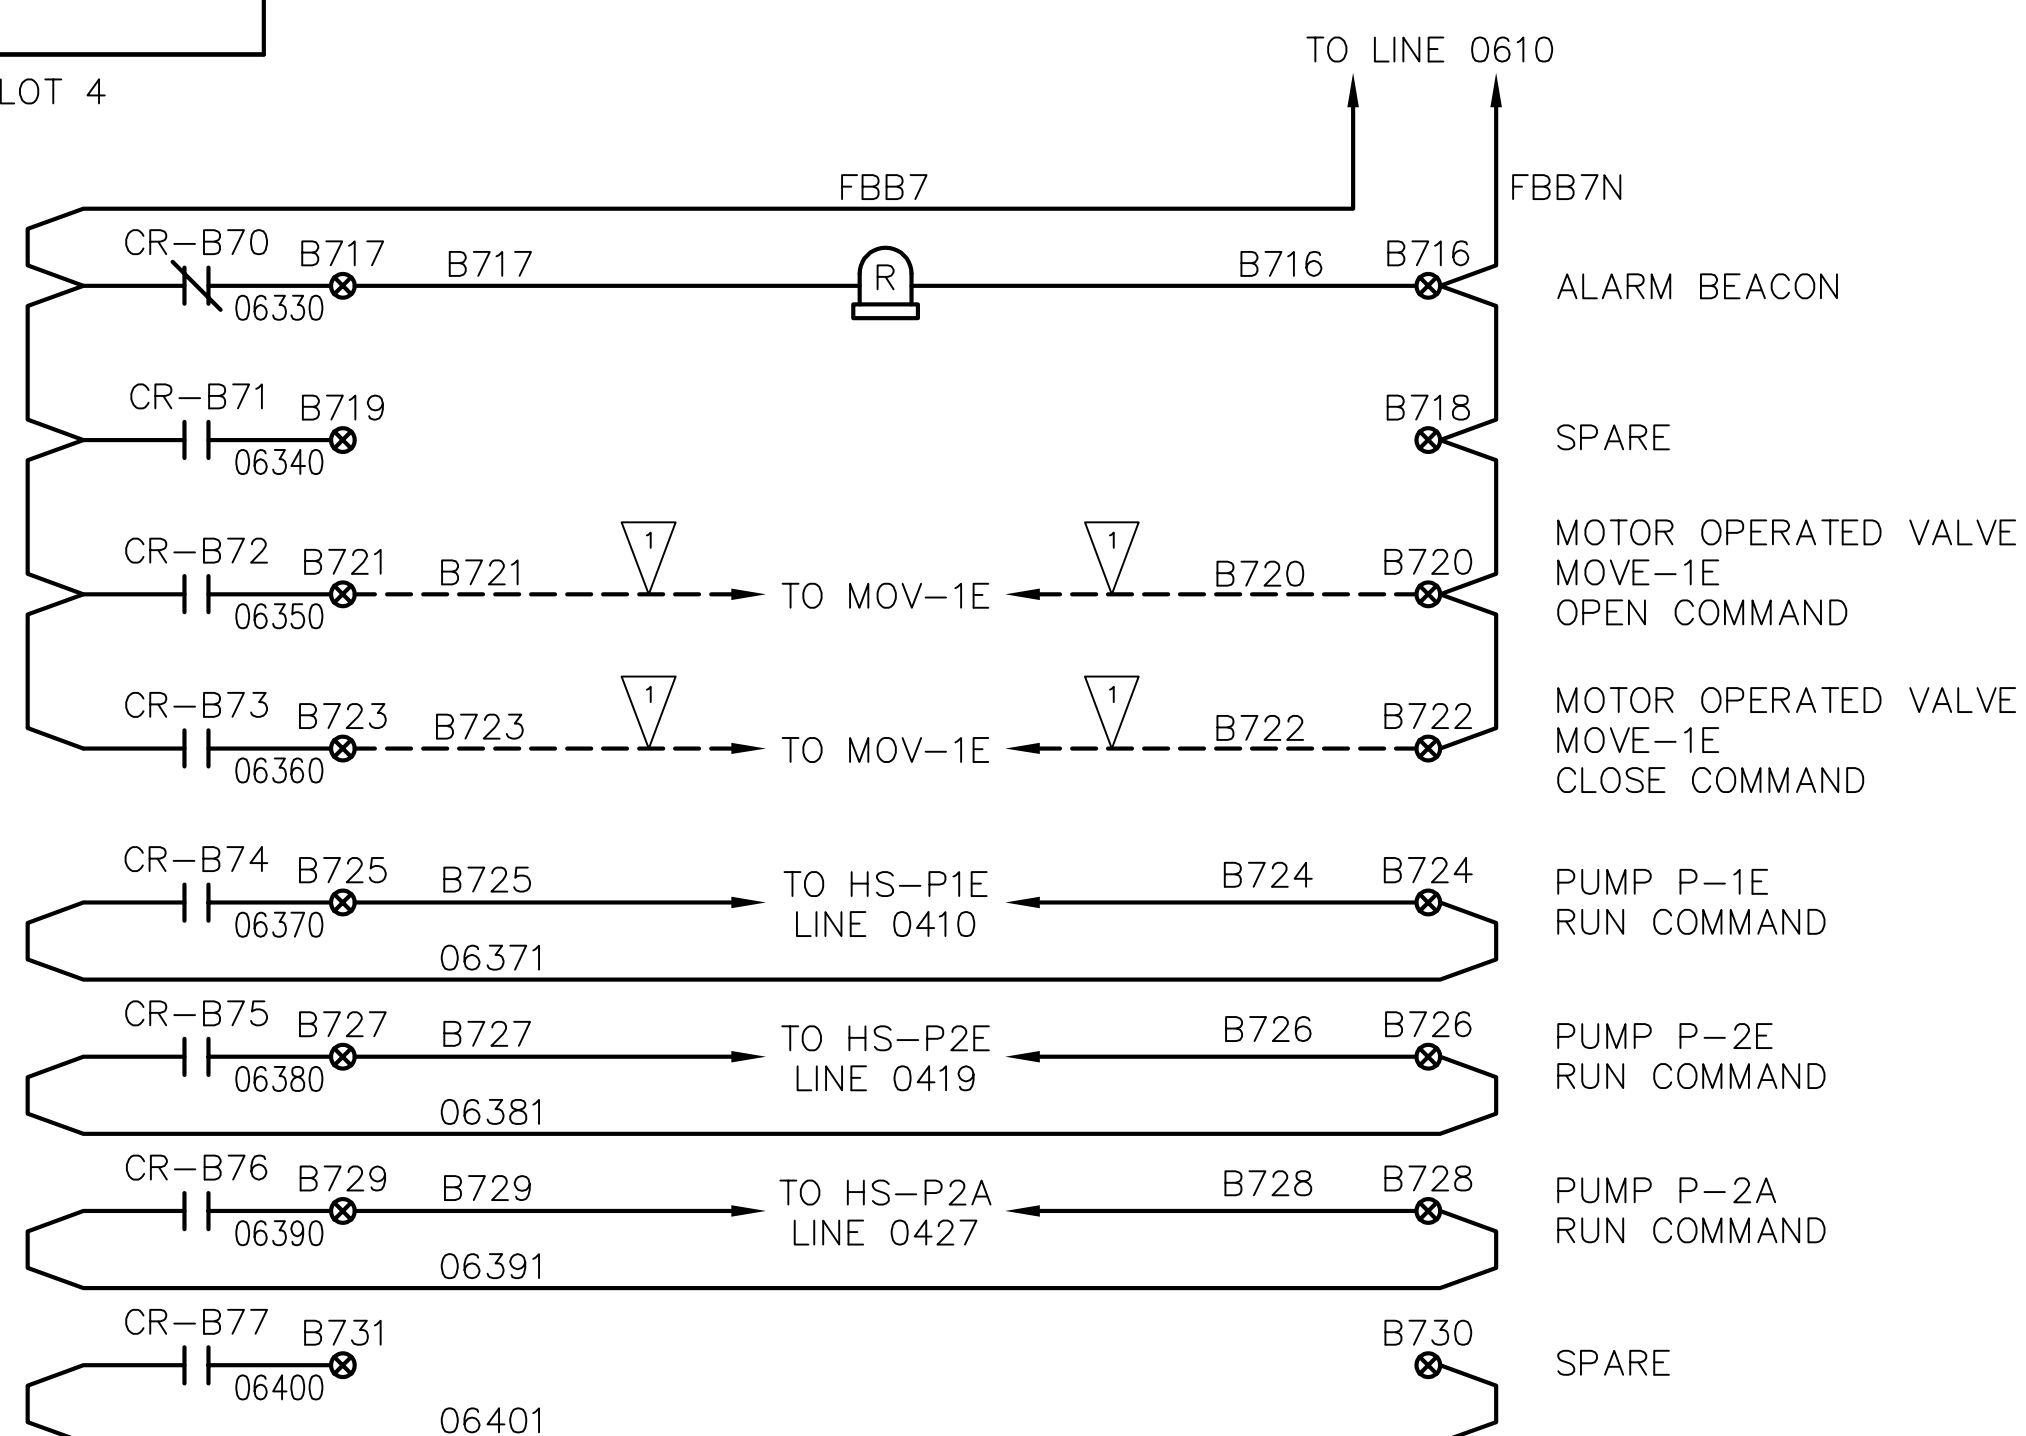 TO LINE 0610
LOT 4
FBB7
FBB7N
CR-B70
B717
B717
R
B716
B716
ALARM BEACON
06330
CR-B71
B719
B718
SPARE
06340
CR-B72
B721
B721
1
TO MOV-1E
1
B720
B720
MOTOR OPERATED VALVE
MOVE-1E
OPEN COMMAND
06350
CR-B73
B723
B723
1
TO MOV-1E
1
B722
B722
MOTOR OPERATED VALVE
MOVE-1E
CLOSE COMMAND
06360
CR-B74
B725
B725
TO HS-P1E
LINE 0410
B724
B724
PUMP P-1E
RUN COMMAND
06370
06371
CR-B75
B727
B727
TO HS-P2E
LINE 0419
B726
B726
PUMP P-2E
RUN COMMAND
06380
06381
CR-B76
B729
B729
TO HS-P2A
LINE 0427
B728
B728
PUMP P-2A
RUN COMMAND
06390
06391
CR-B77
B731
B730
SPARE
06400
06401